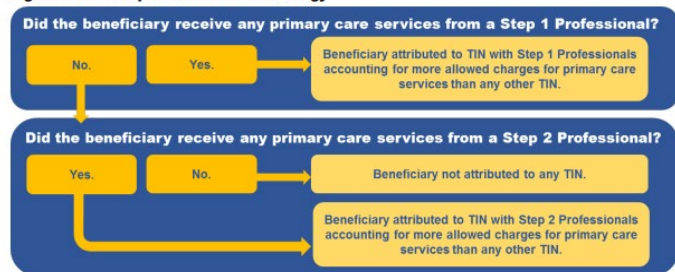 Did the beneficiary receive any primary care services from a Step 1 Professional?
No.
Yes.
Beneficiary attributed to TIN with Step 1 Professionals
accounting for more allowed charges for primary care
services than any other TIN.
Did the beneficiary receive any primary care services from a Step 2 Professional?
Yes.
No.
Beneficiary not attributed to any TIN.
Beneficiary attributed to TIN with Step 2 Professionals
accounting for more allowed charges for primary care
services than any other TIN.